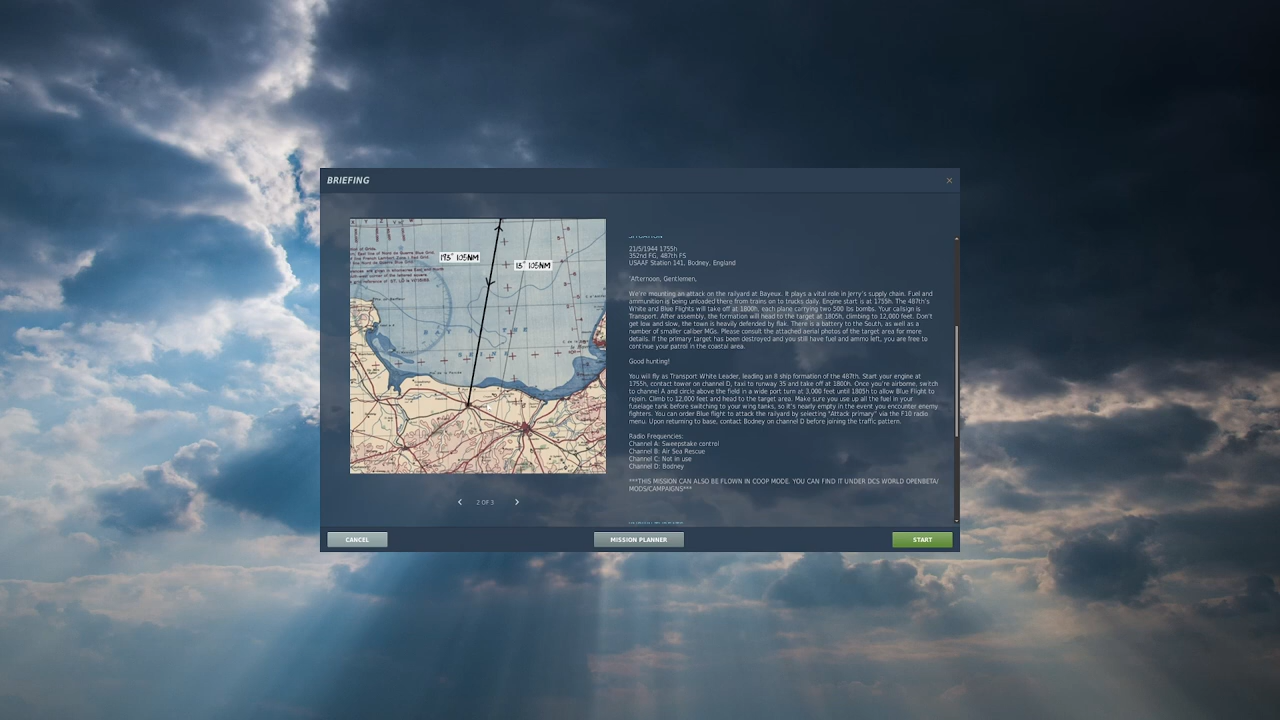 BRIEFING
×
193° 105NM
13° 105NM
2 OF 3
SITUATION
21/5/1944 1755h
352nd FG, 487th FS
USAAF Station 141, Bodney, England
"Afternoon, Gentlemen,
We're mounting an attack on the railyard at Bayeux. It plays a vital role in Jerry's supply chain. Fuel and
ammunition is being unloaded there from trains on to trucks daily. Engine start is at 1755h. The 487th's
White and Blue Flights will take off at 1800h, each plane carrying two 500 lbs bombs. Your callsign is
Transport. After assembly, the formation will head to the target at 1805h, climbing to 12,000 feet. Don't
get low and slow, the town is heavily defended by flak. There is a battery to the South, as well as a
number of smaller caliber MGs. Please consult the attached aerial photos of the target area for more
details. If the primary target has been destroyed and you still have fuel and ammo left, you are free to
continue your patrol in the coastal area.
Good hunting!
You will fly as Transport White Leader, leading an 8 ship formation of the 487th. Start your engine at
1755h, contact tower on channel D, taxi to runway 35 and take off at 1800h. Once you're airborne, switch
to channel A and circle above the field in a wide port turn at 3,000 feet until 1805h to allow Blue Flight to
rejoin. Climb to 12,000 feet and head to the target area. Make sure you use up all the fuel in your
fuselage tank before switching to your wing tanks, so it's nearly empty in the event you encounter enemy
fighters. You can order Blue flight to attack the railyard by selecting "Attack primary" via the F10 radio
menu. Upon returning to base, contact Bodney on channel D before joining the traffic pattern.
Radio Frequencies:
Channel A: Sweepstake control
Channel B: Air Sea Rescue
Channel C: Not in use
Channel D: Bodney
***THIS MISSION CAN ALSO BE FLOWN IN COOP MODE. YOU CAN FIND IT UNDER DCS WORLD OPENBETA/
MODS/CAMPAIGNS***
CANCEL
MISSION PLANNER
START